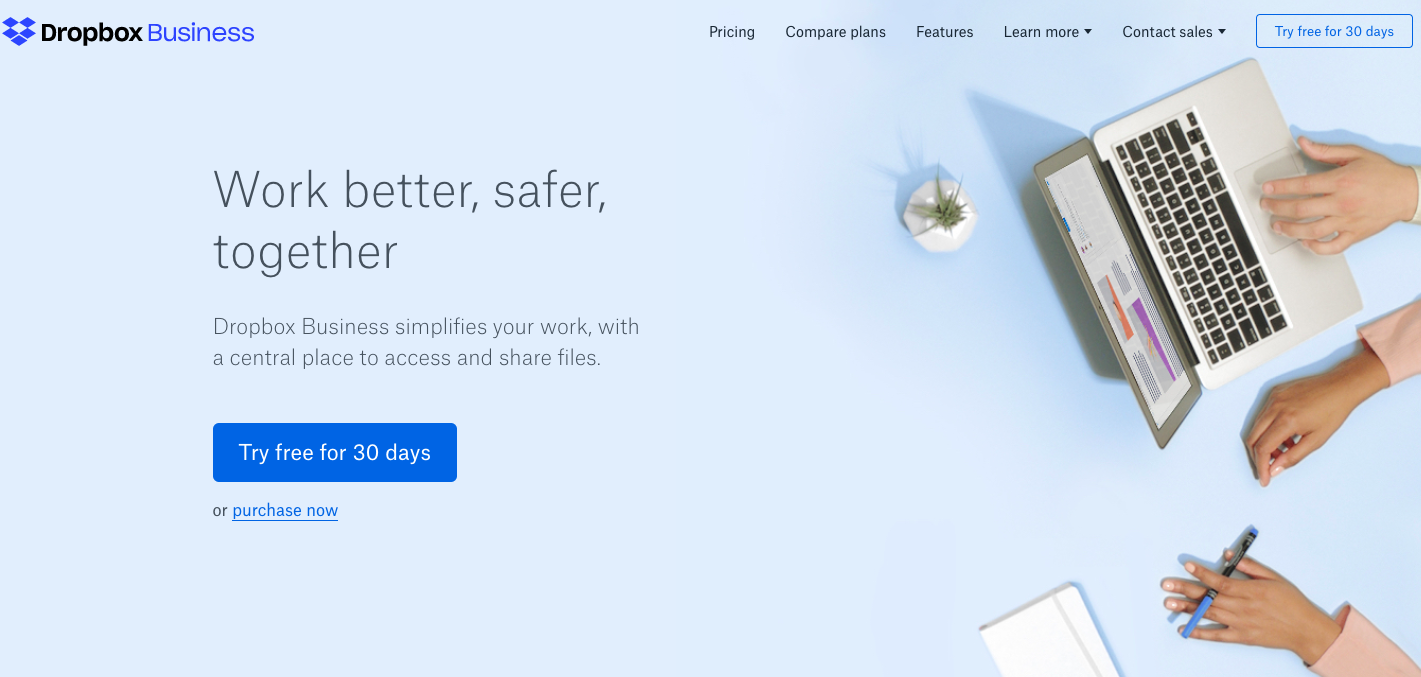 Dropbox Business
Pricing
Compare plans
Features
Learn more
Contact sales
Try free for 30 days
Work better, safer,
together
Dropbox Business simplifies your work, with
a central place to access and share files.
Try free for 30 days
or purchase now